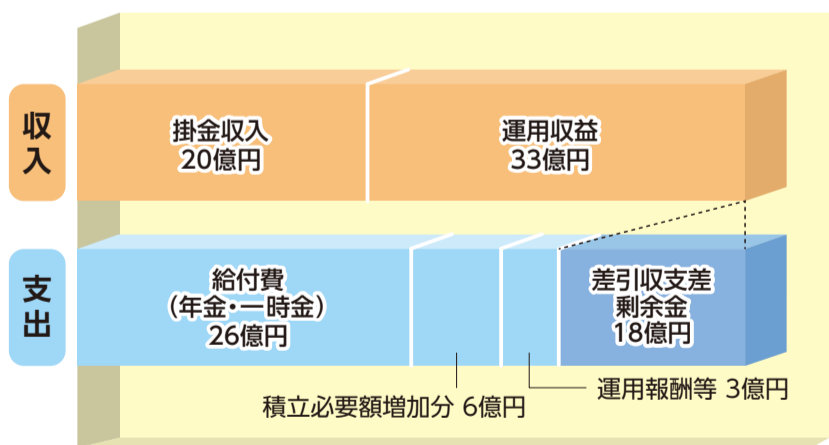 収入
掛金収入
20億円
運用収益
33億円
支出
給付費
(年金・一時金)
26億円
差引収支差
剰余金
18億円
積立必要額増加分 6億円
運用報酬等 3億円